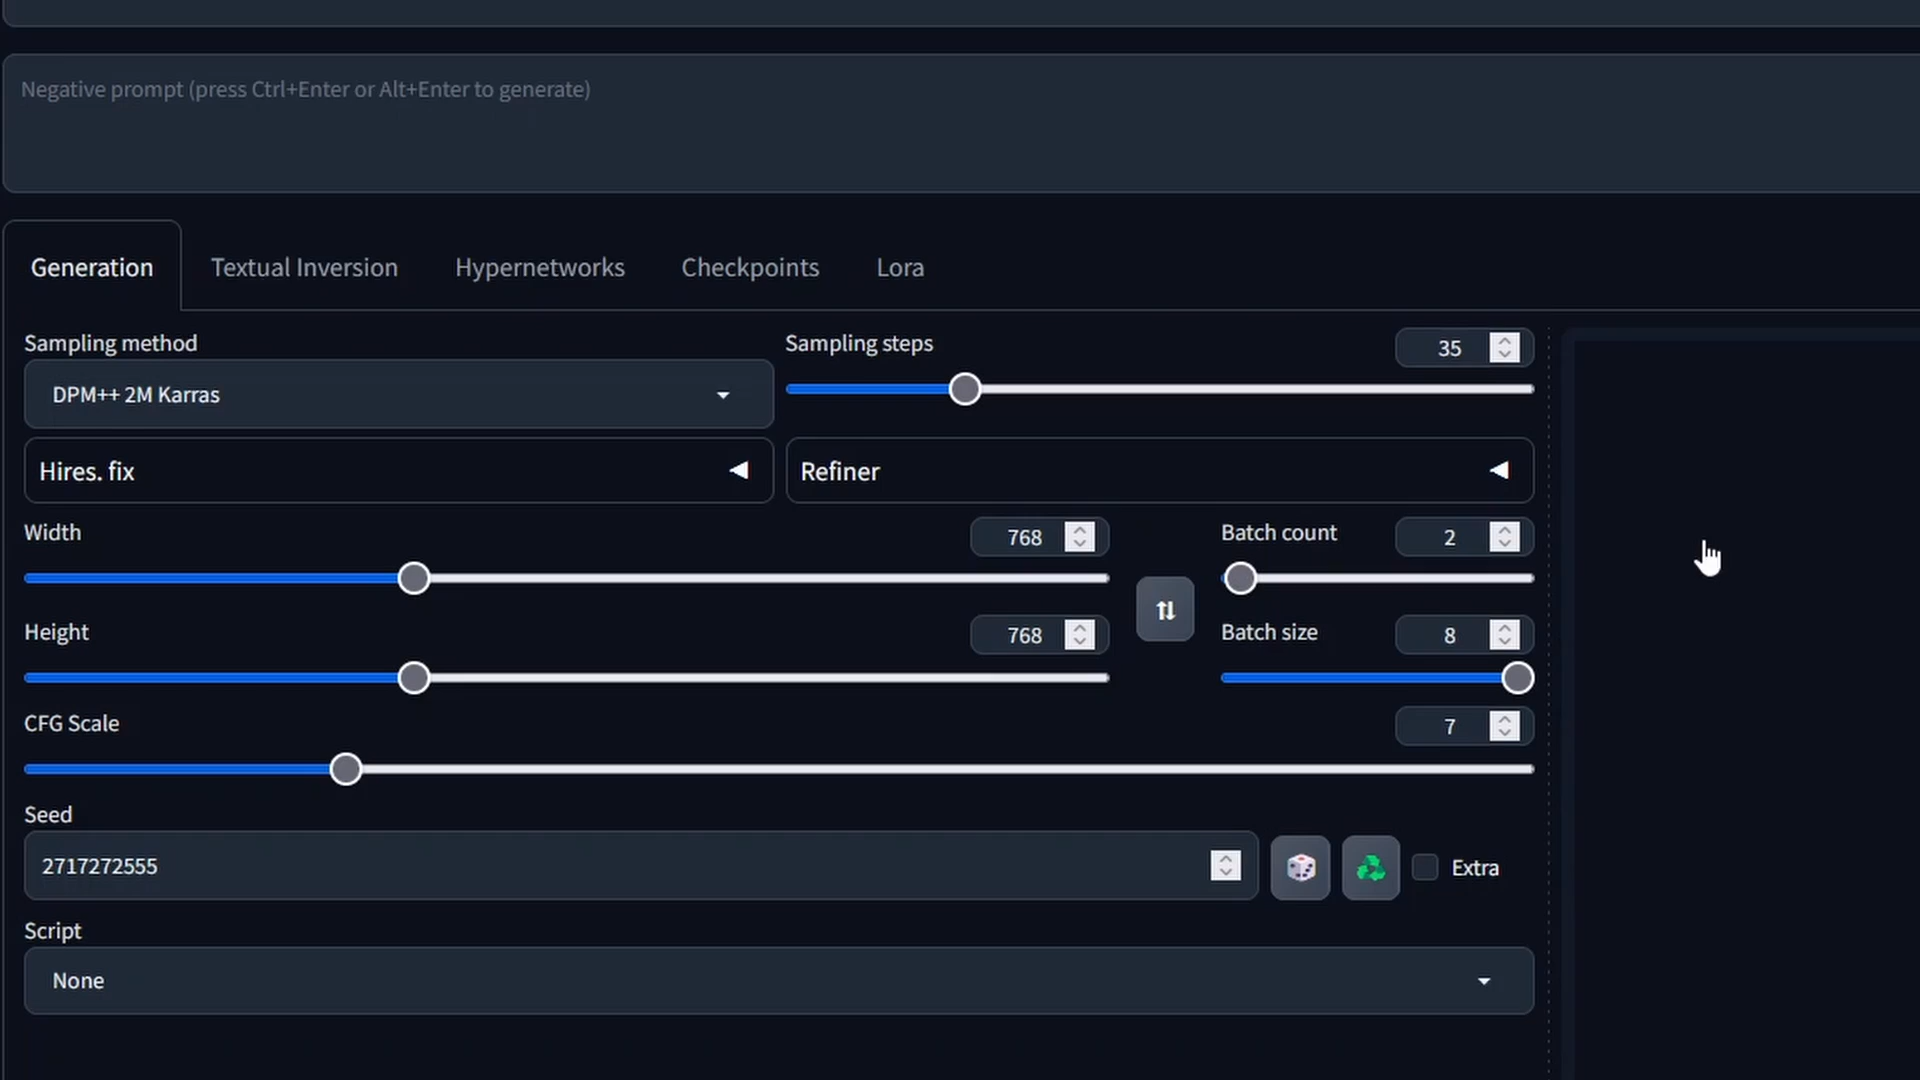 Negative prompt (press Ctrl+Enter or Alt+Enter to generate)
Generation Textual Inversion Hypernetworks Checkpoints Lora
Sampling method
DPM++ 2M Karras
Sampling steps 35
Hires. fix
Refiner
Width 768
Batch count 2
Height 768
Batch size 8
CFG Scale 7
Seed
2717272555
Extra
Script
None